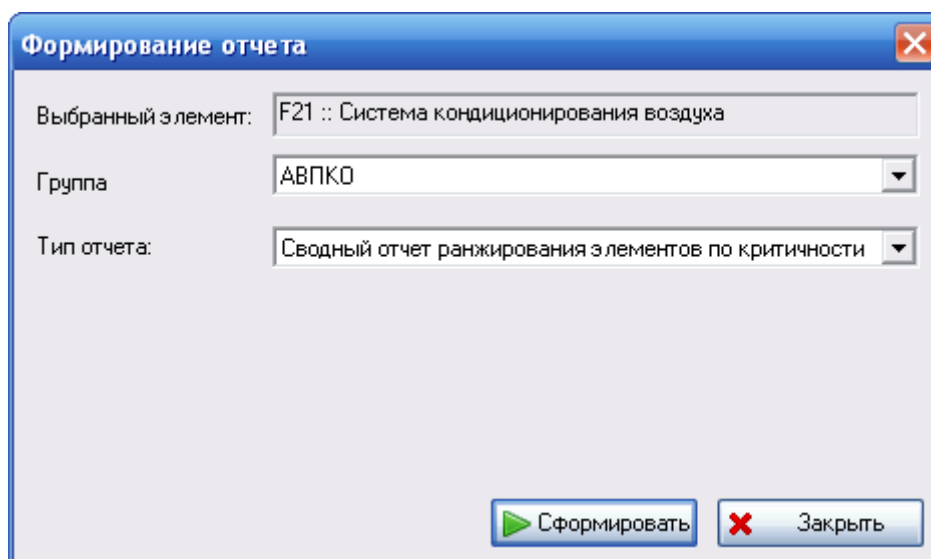 Формирование отчета
Выбранный элемент: F21 :: Система кондиционирования воздуха
Группа АВПКО
Тип отчета: Сводный отчет ранжирования элементов по критичности
Сформировать Закрыть